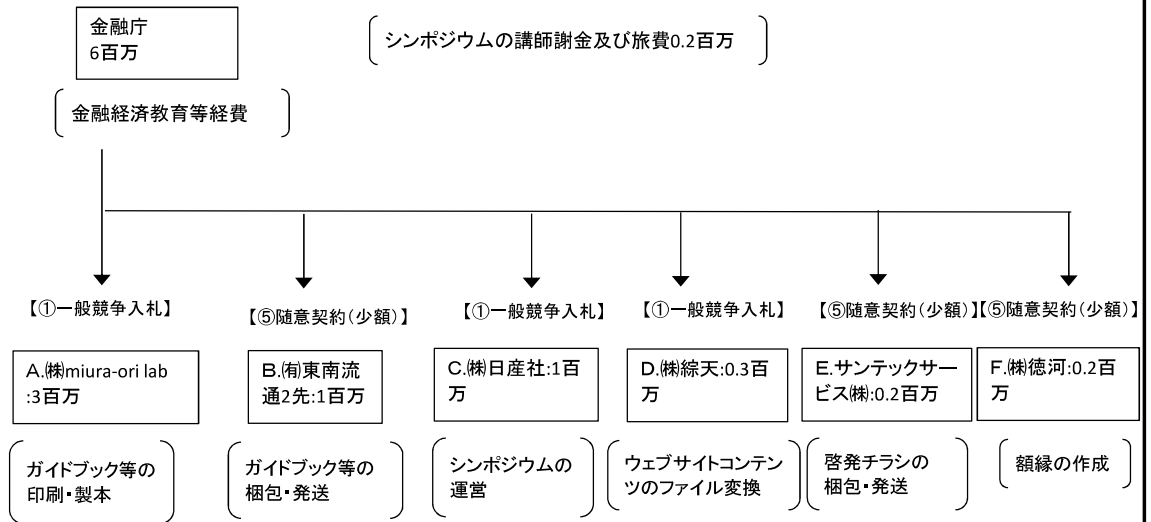 金融庁
6百万
シンポジウムの講師謝金及び旅費0.2百万
金融経済教育等経費
【①一般競争入札】
【⑤随意契約(少額)】
【①一般競争入札】
【①一般競争入札】
【⑤随意契約(少額)】
【⑤随意契約(少額)】
A.㈱miura-ori lab
:3百万
B.㈲東南流
通2先:1百万
C.㈱日産社:1百
万
D.㈱綜天:0.3百
万
E.サンテックサー
ビス㈱:0.2百万
F.㈱徳河:0.2百
万
ガイドブック等の
印刷・製本
ガイドブック等の
梱包・発送
シンポジウムの
運営
ウェブサイトコンテン
ツのファイル変換
啓発チラシの
梱包・発送
額縁の作成